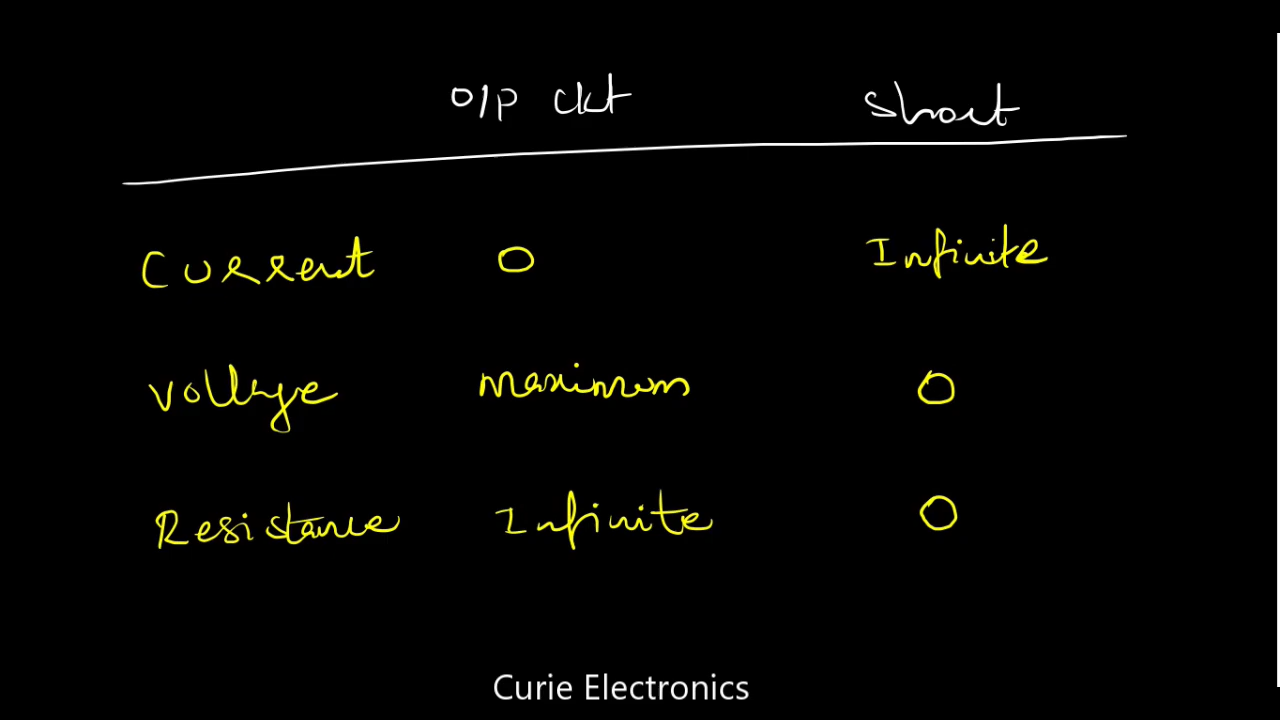 O/P ckt Short
Current 0 Infinite
Voltage Maximum 0
Resistance Infinite 0
Curie Electronics